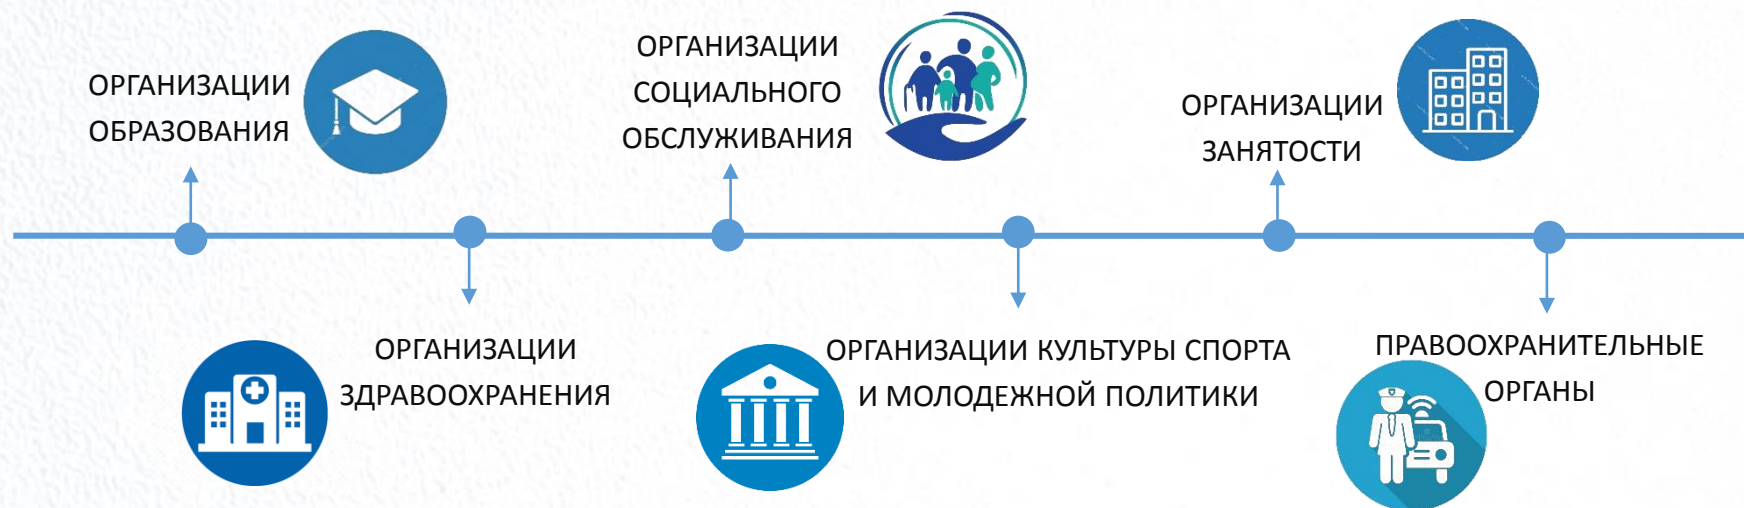 ОРГАНИЗАЦИИ
ОБРАЗОВАНИЯ
ОРГАНИЗАЦИИ
СОЦИАЛЬНОГО
ОБСЛУЖИВАНИЯ
ОРГАНИЗАЦИИ
ЗАНЯТОСТИ
ОРГАНИЗАЦИИ
ЗДРАВООХРАНЕНИЯ
ОРГАНИЗАЦИИ КУЛЬТУРЫ СПОРТА
И МОЛОДЕЖНОЙ ПОЛИТИКИ
ПРАВООХРАНИТЕЛЬНЫЕ
ОРГАНЫ